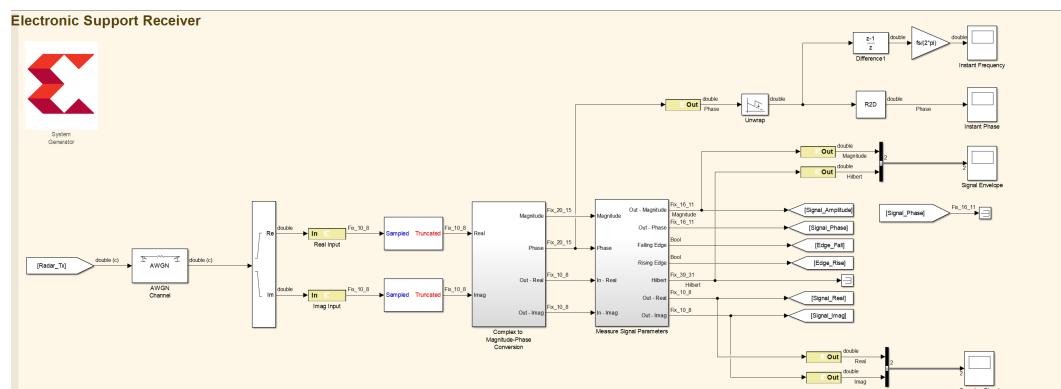 Electronic Support Receiver
System
Generator
z-1
z
double
fs/(2*pi)
double
Difference1
Instant Frequency
Out
double
Phase
double
Unwrap
R2D
double
Phase
Instant Phase
Out
double
Magnitude
2
Out
double
Hilbert
2
Signal Envelope
[Radar_Tx]
double (c)
AWGN
AWGN
Channel
double (c)
Re
Im
double
In
Real Input
Fix_10_8
Sampled
Truncated
Fix_10_8
double
In
Imag Input
Fix_10_8
Sampled
Truncated
Fix_10_8
Real
Imag
Magnitude
Phase
Out - Real
Out - Imag
Complex to
Magnitude-Phase
Conversion
Fix_20_15
Fix_20_15
Fix_10_8
Fix_10_8
Magnitude
Phase
In - Real
In - Imag
Out - Magnitude
Out - Phase
Falling Edge
Rising Edge
Hilbert
Out - Real
Out - Imag
Measure Signal Parameters
Fix_16_11
Magnitude
Fix_16_11
Bool
Bool
Fix_39_31
Hilbert
Fix_10_8
Fix_10_8
[Signal_Amplitude]
[Signal_Phase]
[Edge_Fall]
[Edge_Rise]
[Signal_Real]
[Signal_Imag]
[Signal_Phase]
Fix_16_11
Out
double
Real
2
Out
double
Imag
2